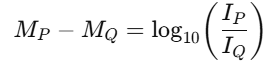 M_P − M_Q = log₁₀(I_P / I_Q)